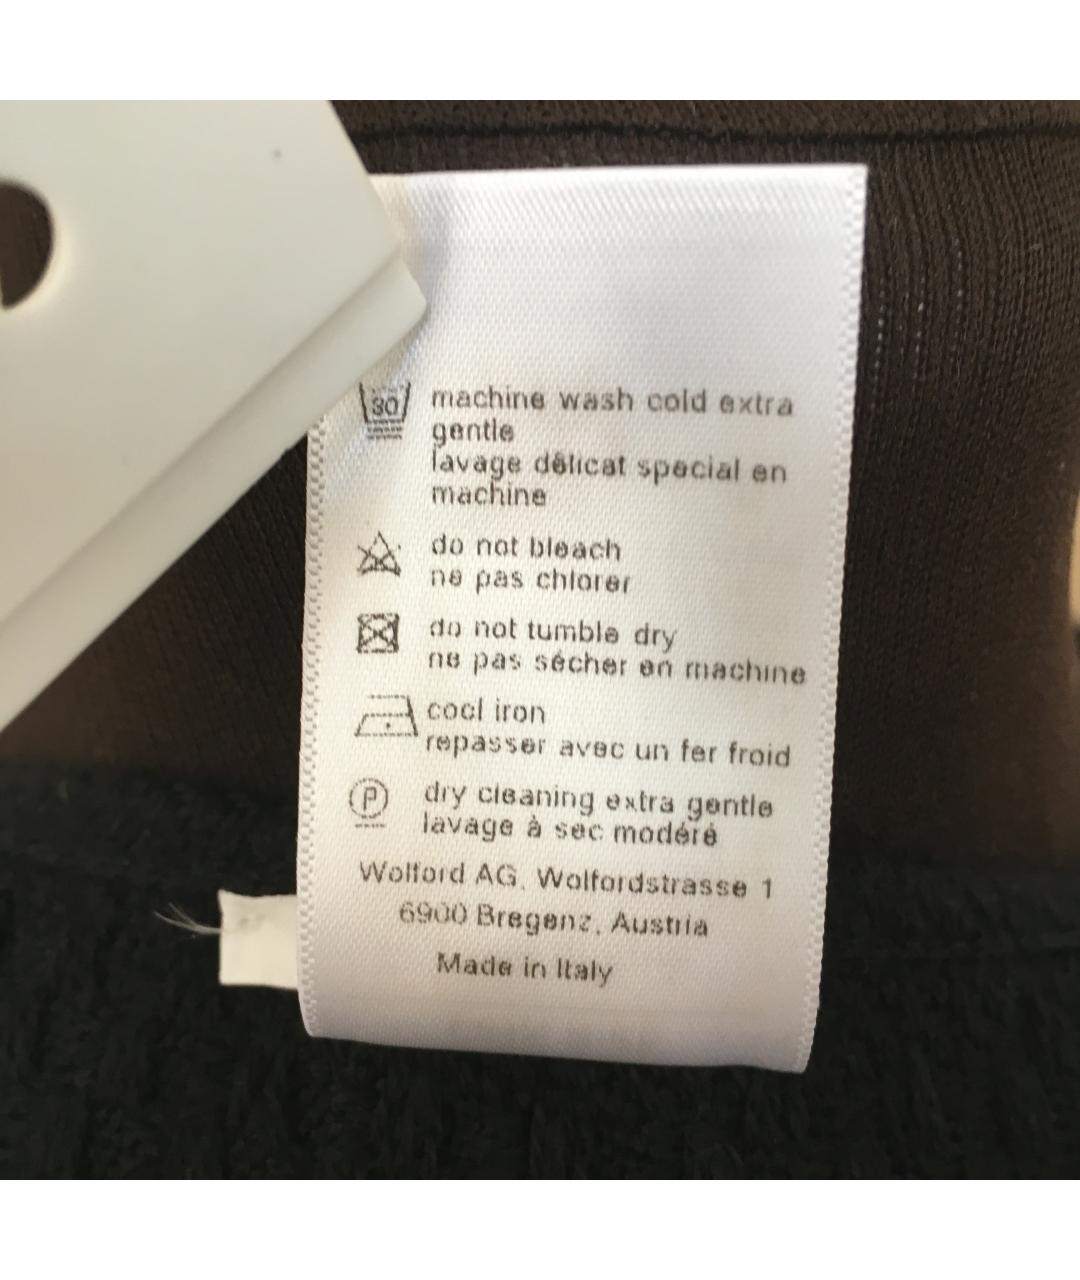 30 machine wash cold extra
gentle
lavage délicat special en
machine
do not bleach
ne pas chlorer
do not tumble dry
ne pas sécher en machine
cool iron
repasser avec un fer froid
P dry cleaning extra gentle
lavage à sec modéré
Wolford AG, Wolfordstrasse 1
6900 Bregenz, Austria
Made in Italy